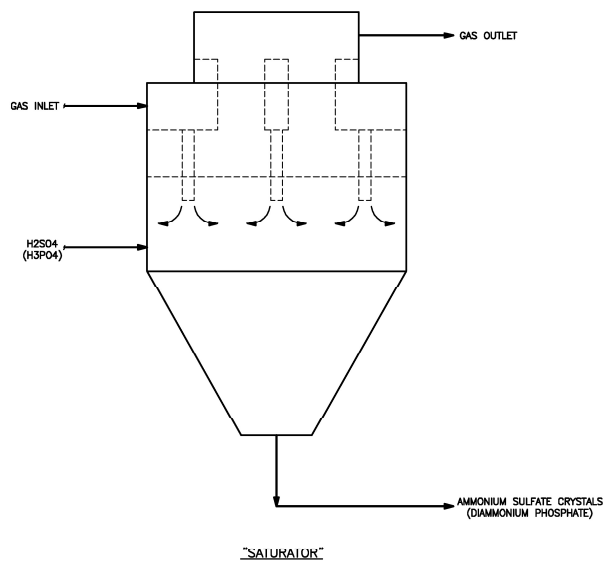 GAS OUTLET
GAS INLET
H2SO4
(H3PO4)
AMMONIUM SULFATE CRYSTALS
(DIAMMONIUM PHOSPHATE)
"SATURATOR"